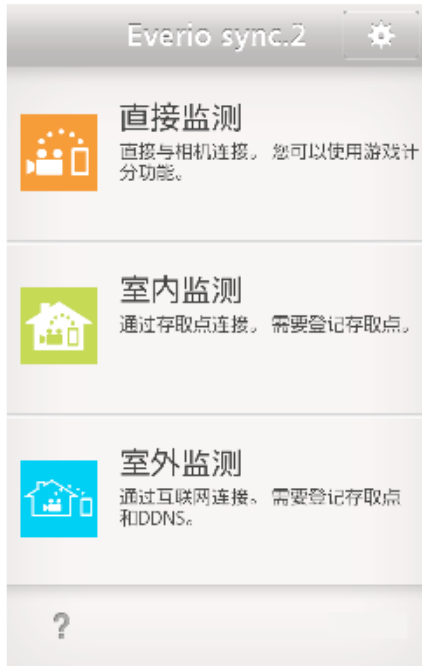 Everio sync.2
直接监测
直接与相机连接。 您可以使用游戏计
分功能。
室内监测
通过存取点连接。 需要登记存取点。
室外监测
通过互联网连接。 需要登记存取点
和DDNS。
?